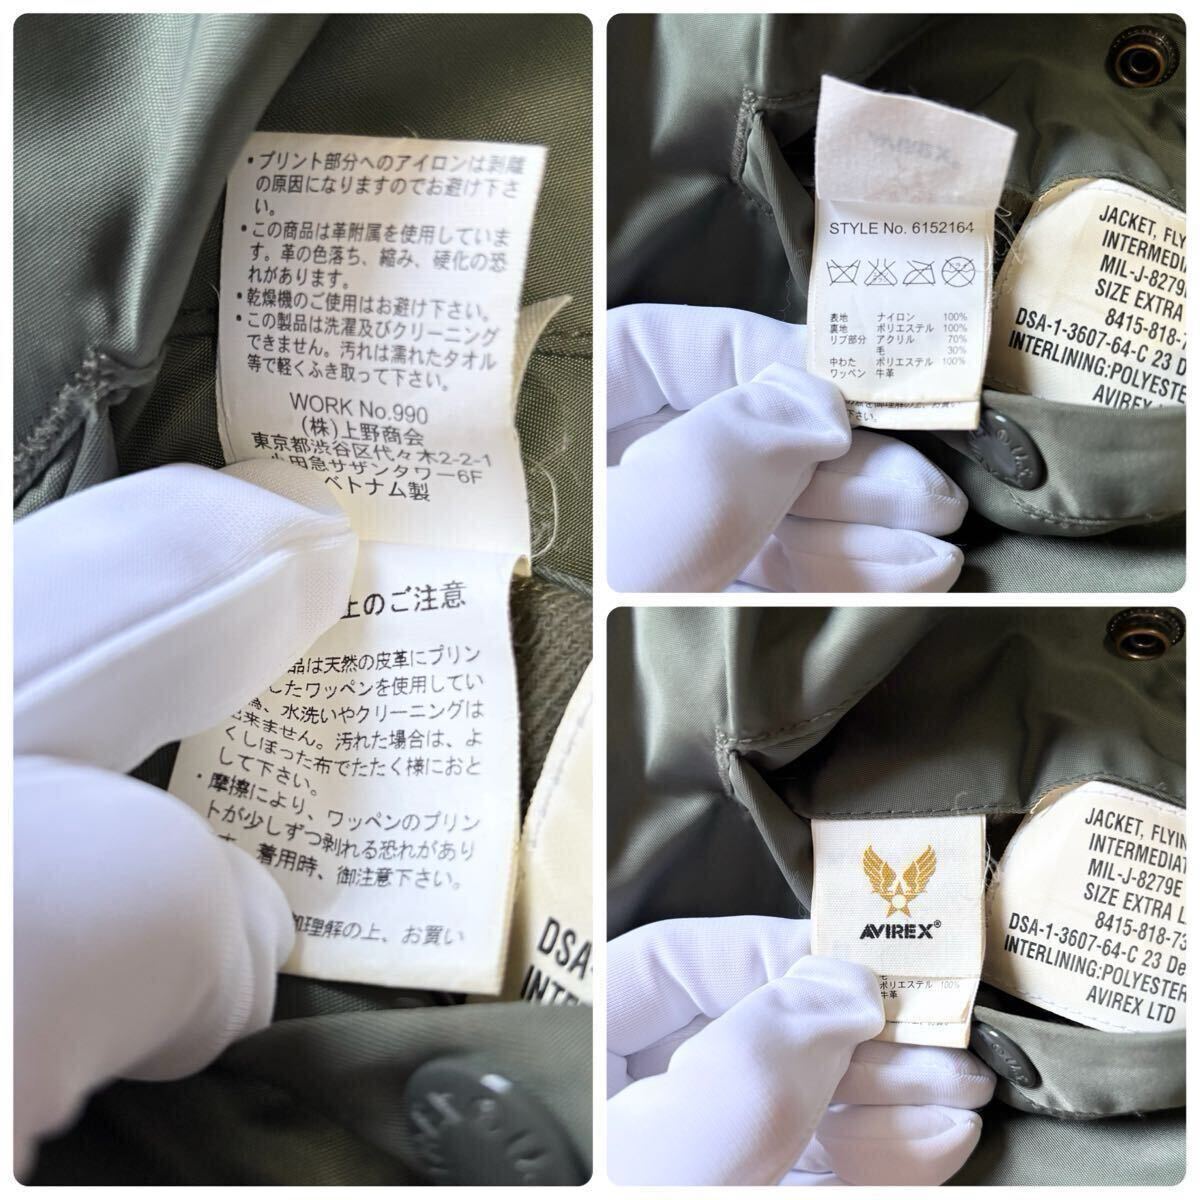 ・プリント部分へのアイロンは剥離
の原因になりますのでお避け下さ
い。
・この商品は革附属を使用していま
す。革の色落ち、縮み、硬化の恐
れがあります。
・乾燥機のご使用はお避け下さい。
・この製品は洗濯及びクリーニング
できません。汚れは濡れたタオル
等で軽くふき取って下さい。
WORK No.990
(株)上野商会
東京都渋谷区代々木2-2-1
小田急サザンタワー6F
ベトナム製
上のご注意
品は天然の皮革にプリン
したワッペンを使用してい
為、水洗いやクリーニングは
出来ません。汚れた場合は、よ
くしぼった布でたたく様におと
して下さい。
・摩擦により、ワッペンのプリン
トが少しずつ剥れる恐れがあり
着用時、御注意下さい。
御理解の上、お買い
DSA-
INTE
STYLE No. 6152164
表地 ナイロン 100%
裏地 ポリエステル 100%
リブ部分 アクリル 70%
毛 30%
中わた ポリエステル 100%
ワッペン 牛革
JACKET, FLY
INTERMEDIA
MIL-J-8279
SIZE EXTRA
8415-818-7
DSA-1-3607-64-C 23 D
INTERLINING:POLYESTE
AVIREX
AVIREX®
毛
ポリエステル 100%
牛革
JACKET, FLYIN
INTERMEDIAT
MIL-J-8279E
SIZE EXTRA L
8415-818-73
DSA-1-3607-64-C 23 De
INTERLINING:POLYESTER
AVIREX LTD